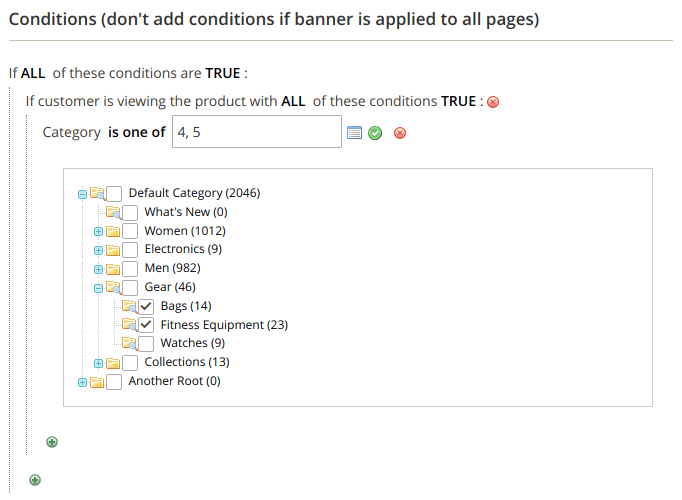 Conditions (don't add conditions if banner is applied to all pages)
If ALL of these conditions are TRUE :
If customer is viewing the product with ALL of these conditions TRUE :
Category is one of 4, 5
Default Category (2046)
What's New (0)
Women (1012)
Electronics (9)
Men (982)
Gear (46)
Bags (14)
Fitness Equipment (23)
Watches (9)
Collections (13)
Another Root (0)